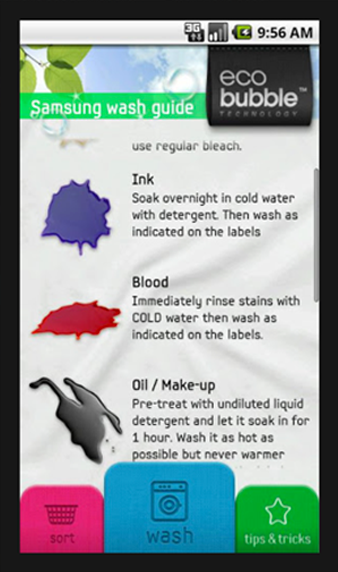 3G
9:56 AM
eco
bubble™
TECHNOLOGY
Samsung wash guide
use regular bleach.
Ink
Soak overnight in cold water
with detergent. Then wash as
indicated on the labels
Blood
Immediately rinse stains with
COLD water then wash as
indicated on the labels.
Oil / Make-up
Pre-treat with undiluted liquid
detergent and let it soak in for
1 hour. Wash it as hot as
possible but never warmer
sort
wash
tips & tricks